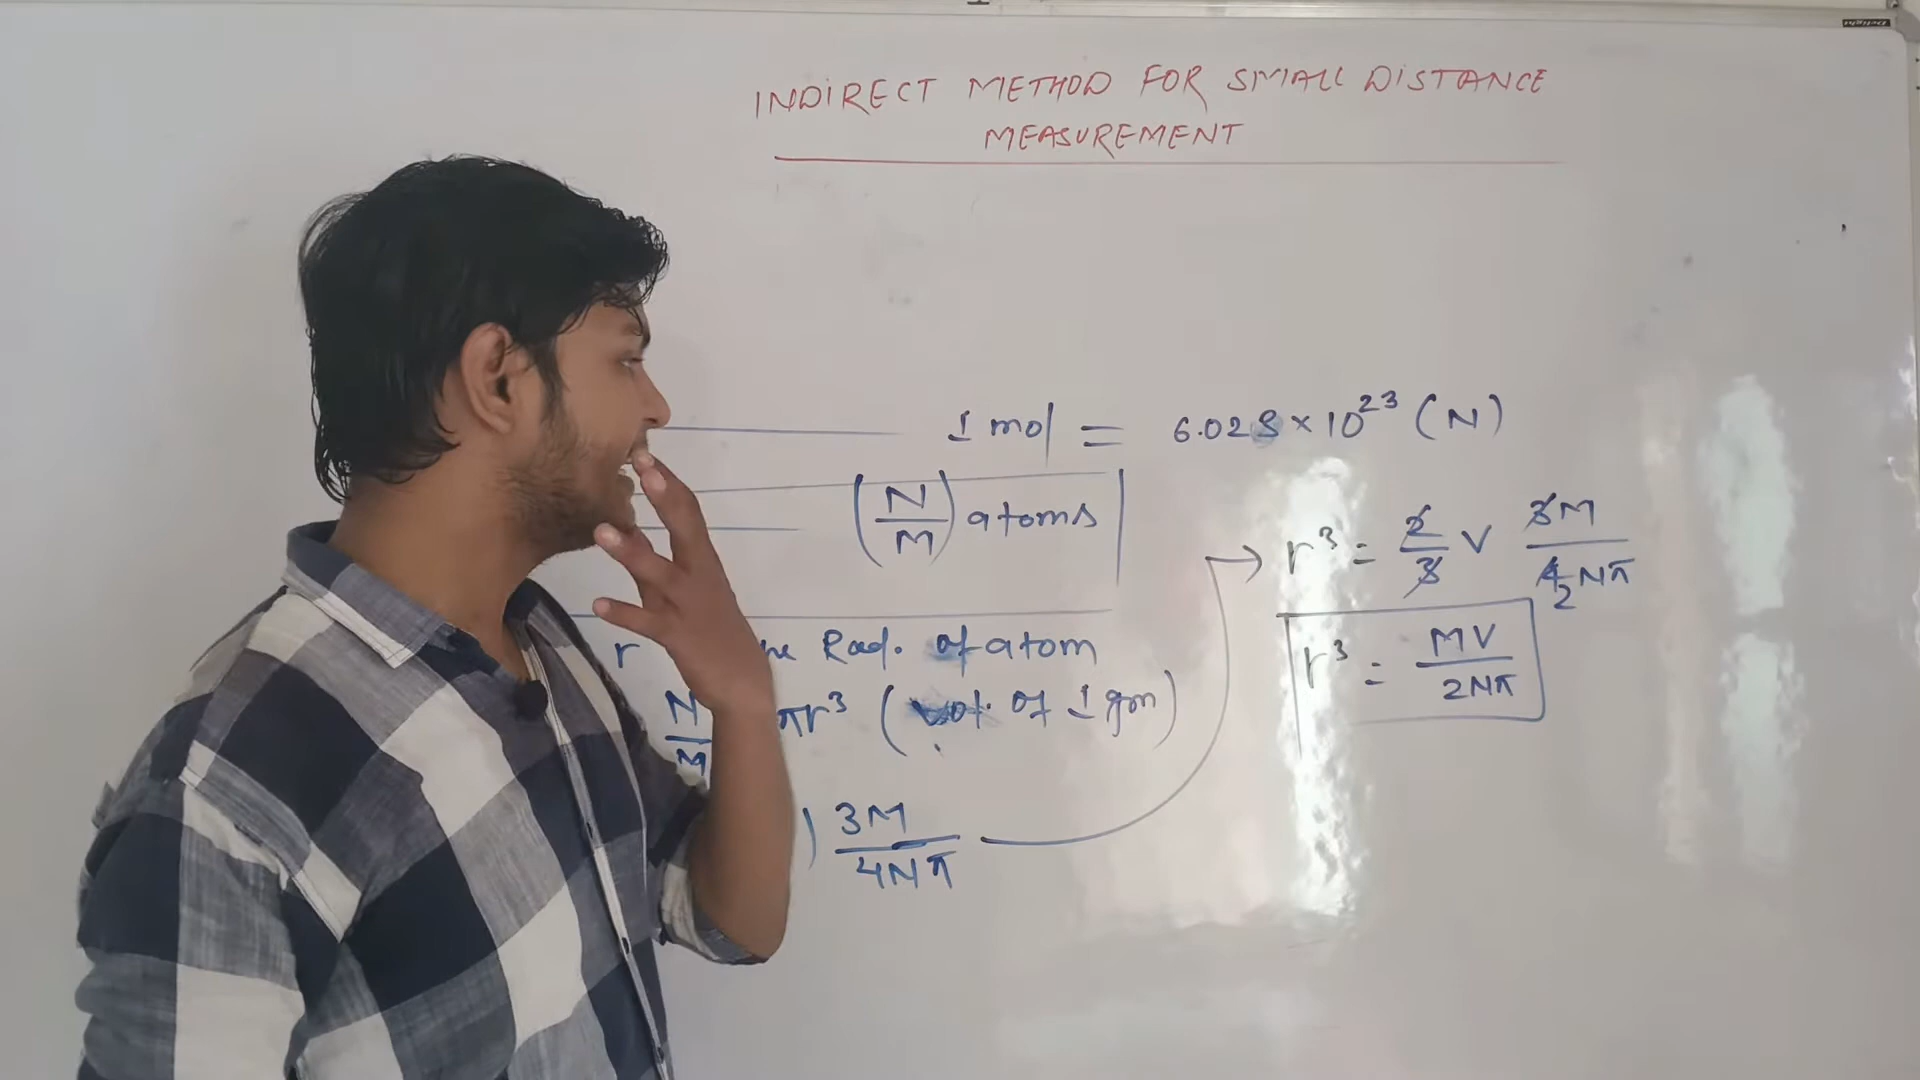 INDIRECT METHOD FOR SMALL DISTANCE
MEASUREMENT
1 mol = 6.023 × 10²³ (N)
(N/M) atoms
r Rad. of atom
N/M πr³ (vol. of 1 gm)
) 3M/4Nπ
r³ = 2/3 V 3M/4Nπ
2
r³ = MV/2Nπ